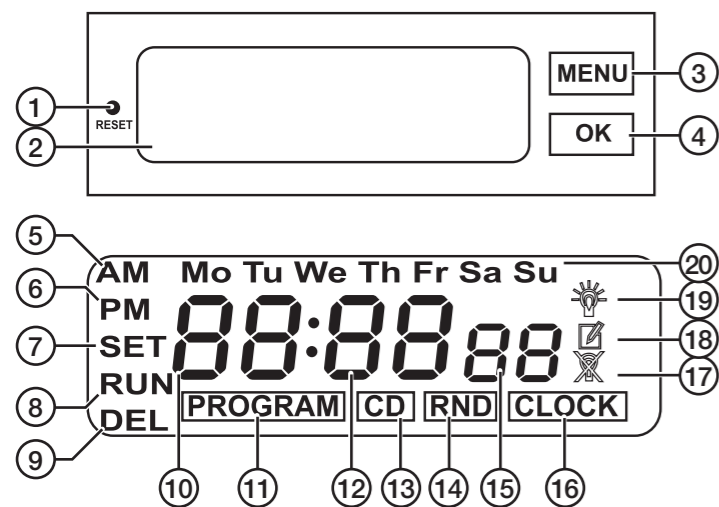 1
RESET
2
MENU
3
OK
4
5
AM Mo Tu We Th Fr Sa Su
20
6
PM
19
7
SET
88:88 88
18
8
RUN
17
9
DEL
PROGRAM CD RND CLOCK
10 11 12 13 14 15 16